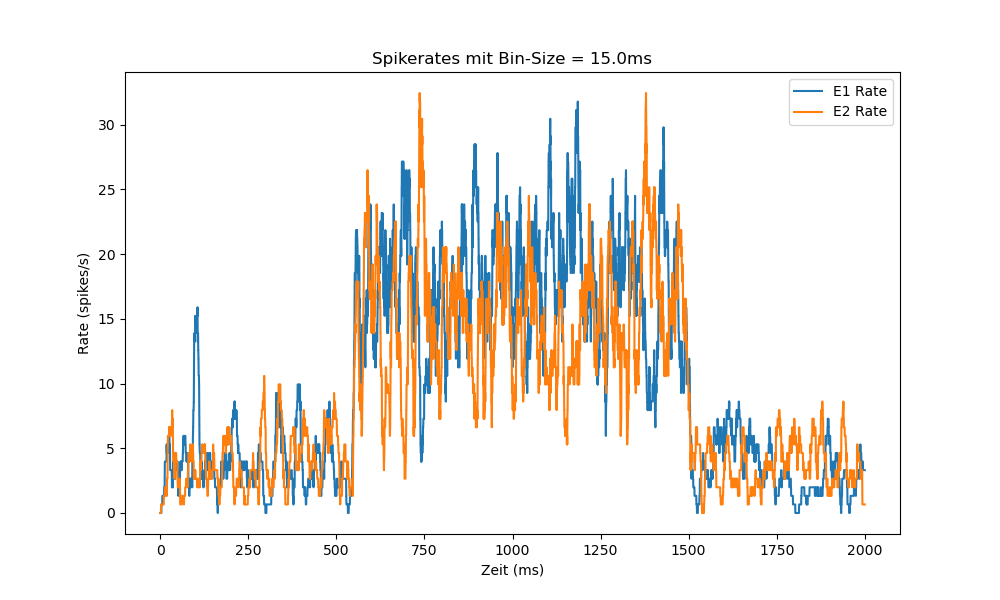 Spikerates mit Bin-Size = 15.0ms
E1 Rate
E2 Rate
Rate (spikes/s)
30
25
20
15
10
5
0
0 250 500 750 1000 1250 1500 1750 2000
Zeit (ms)